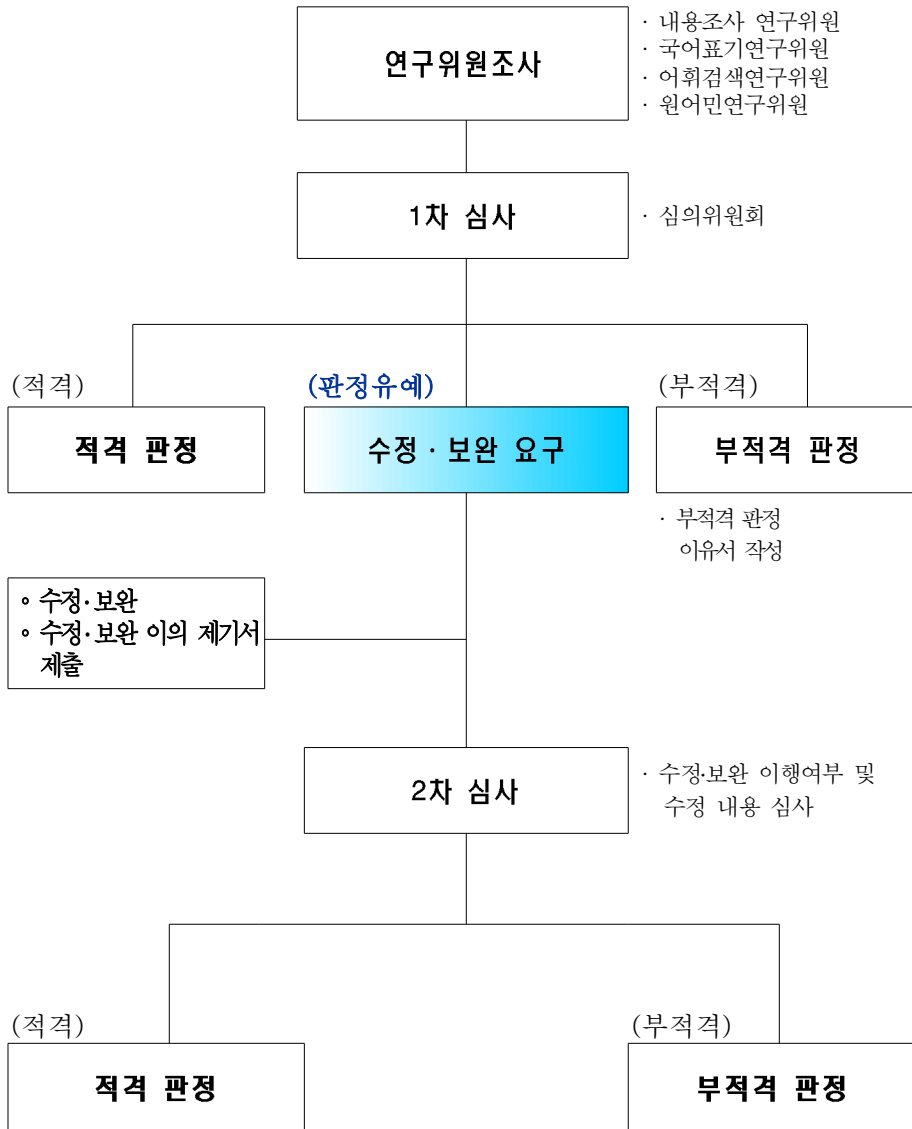 연구위원조사
· 내용조사 연구위원
· 국어표기연구위원
· 어휘검색연구위원
· 원어민연구위원
1차 심사
· 심의위원회
(적격)
(판정유예)
(부적격)
적격 판정
수정 · 보완 요구
부적격 판정
· 부적격 판정
이유서 작성
∘ 수정·보완
∘ 수정·보완 이의 제기서
제출
2차 심사
· 수정·보완 이행여부 및
수정 내용 심사
(적격)
(부적격)
적격 판정
부적격 판정